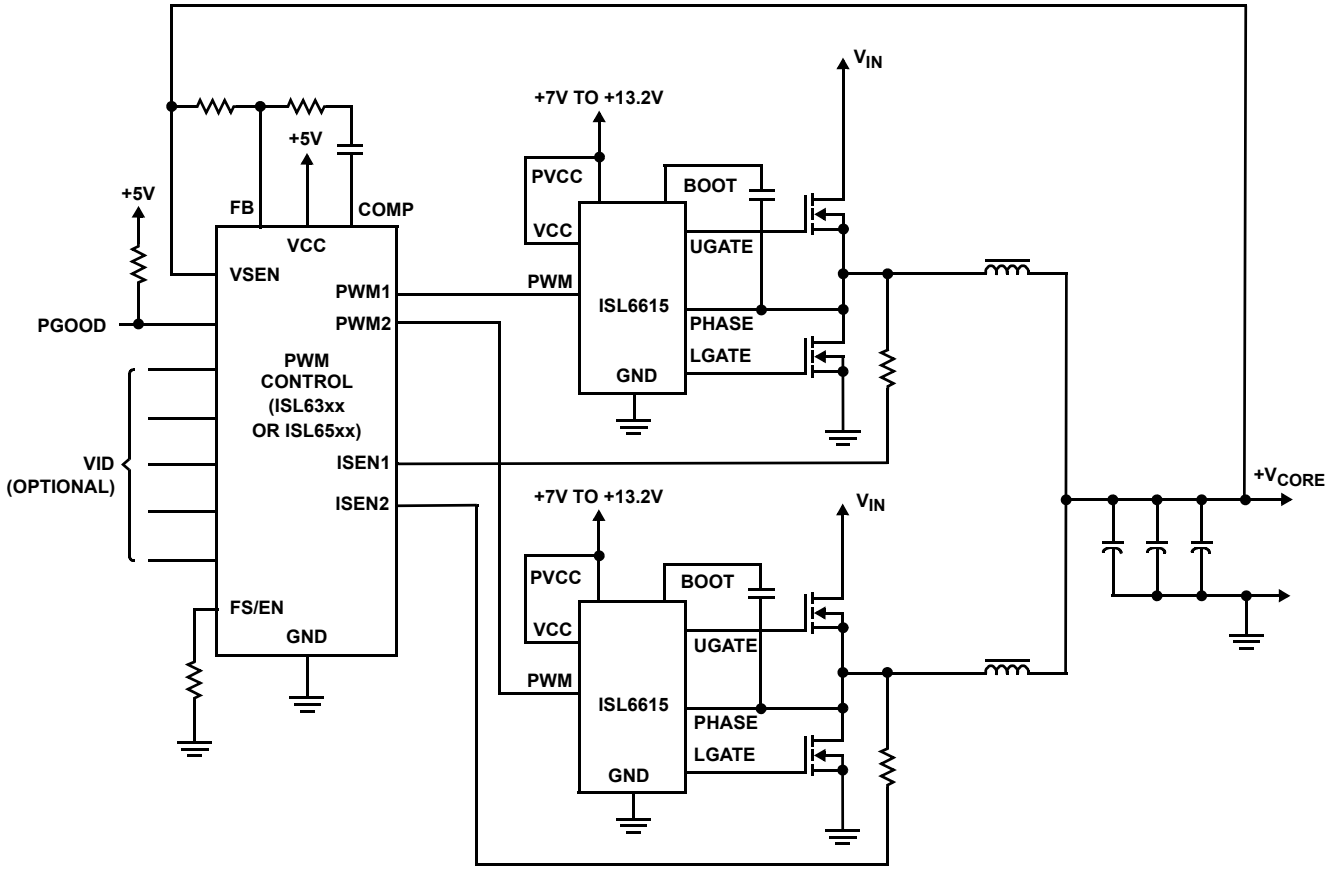 V_IN
+7V TO +13.2V
+5V
PVCC
BOOT
+5V
FB
COMP
VCC
VCC
UGATE
VSEN
PWM
PWM1
ISL6615
PGOOD
PWM2
PHASE
LGATE
PWM
CONTROL
(ISL63xx
OR ISL65xx)
GND
VID
(OPTIONAL)
ISEN1
+V_CORE
ISEN2
+7V TO +13.2V
V_IN
PVCC
BOOT
FS/EN
VCC
GND
UGATE
PWM
ISL6615
PHASE
LGATE
GND